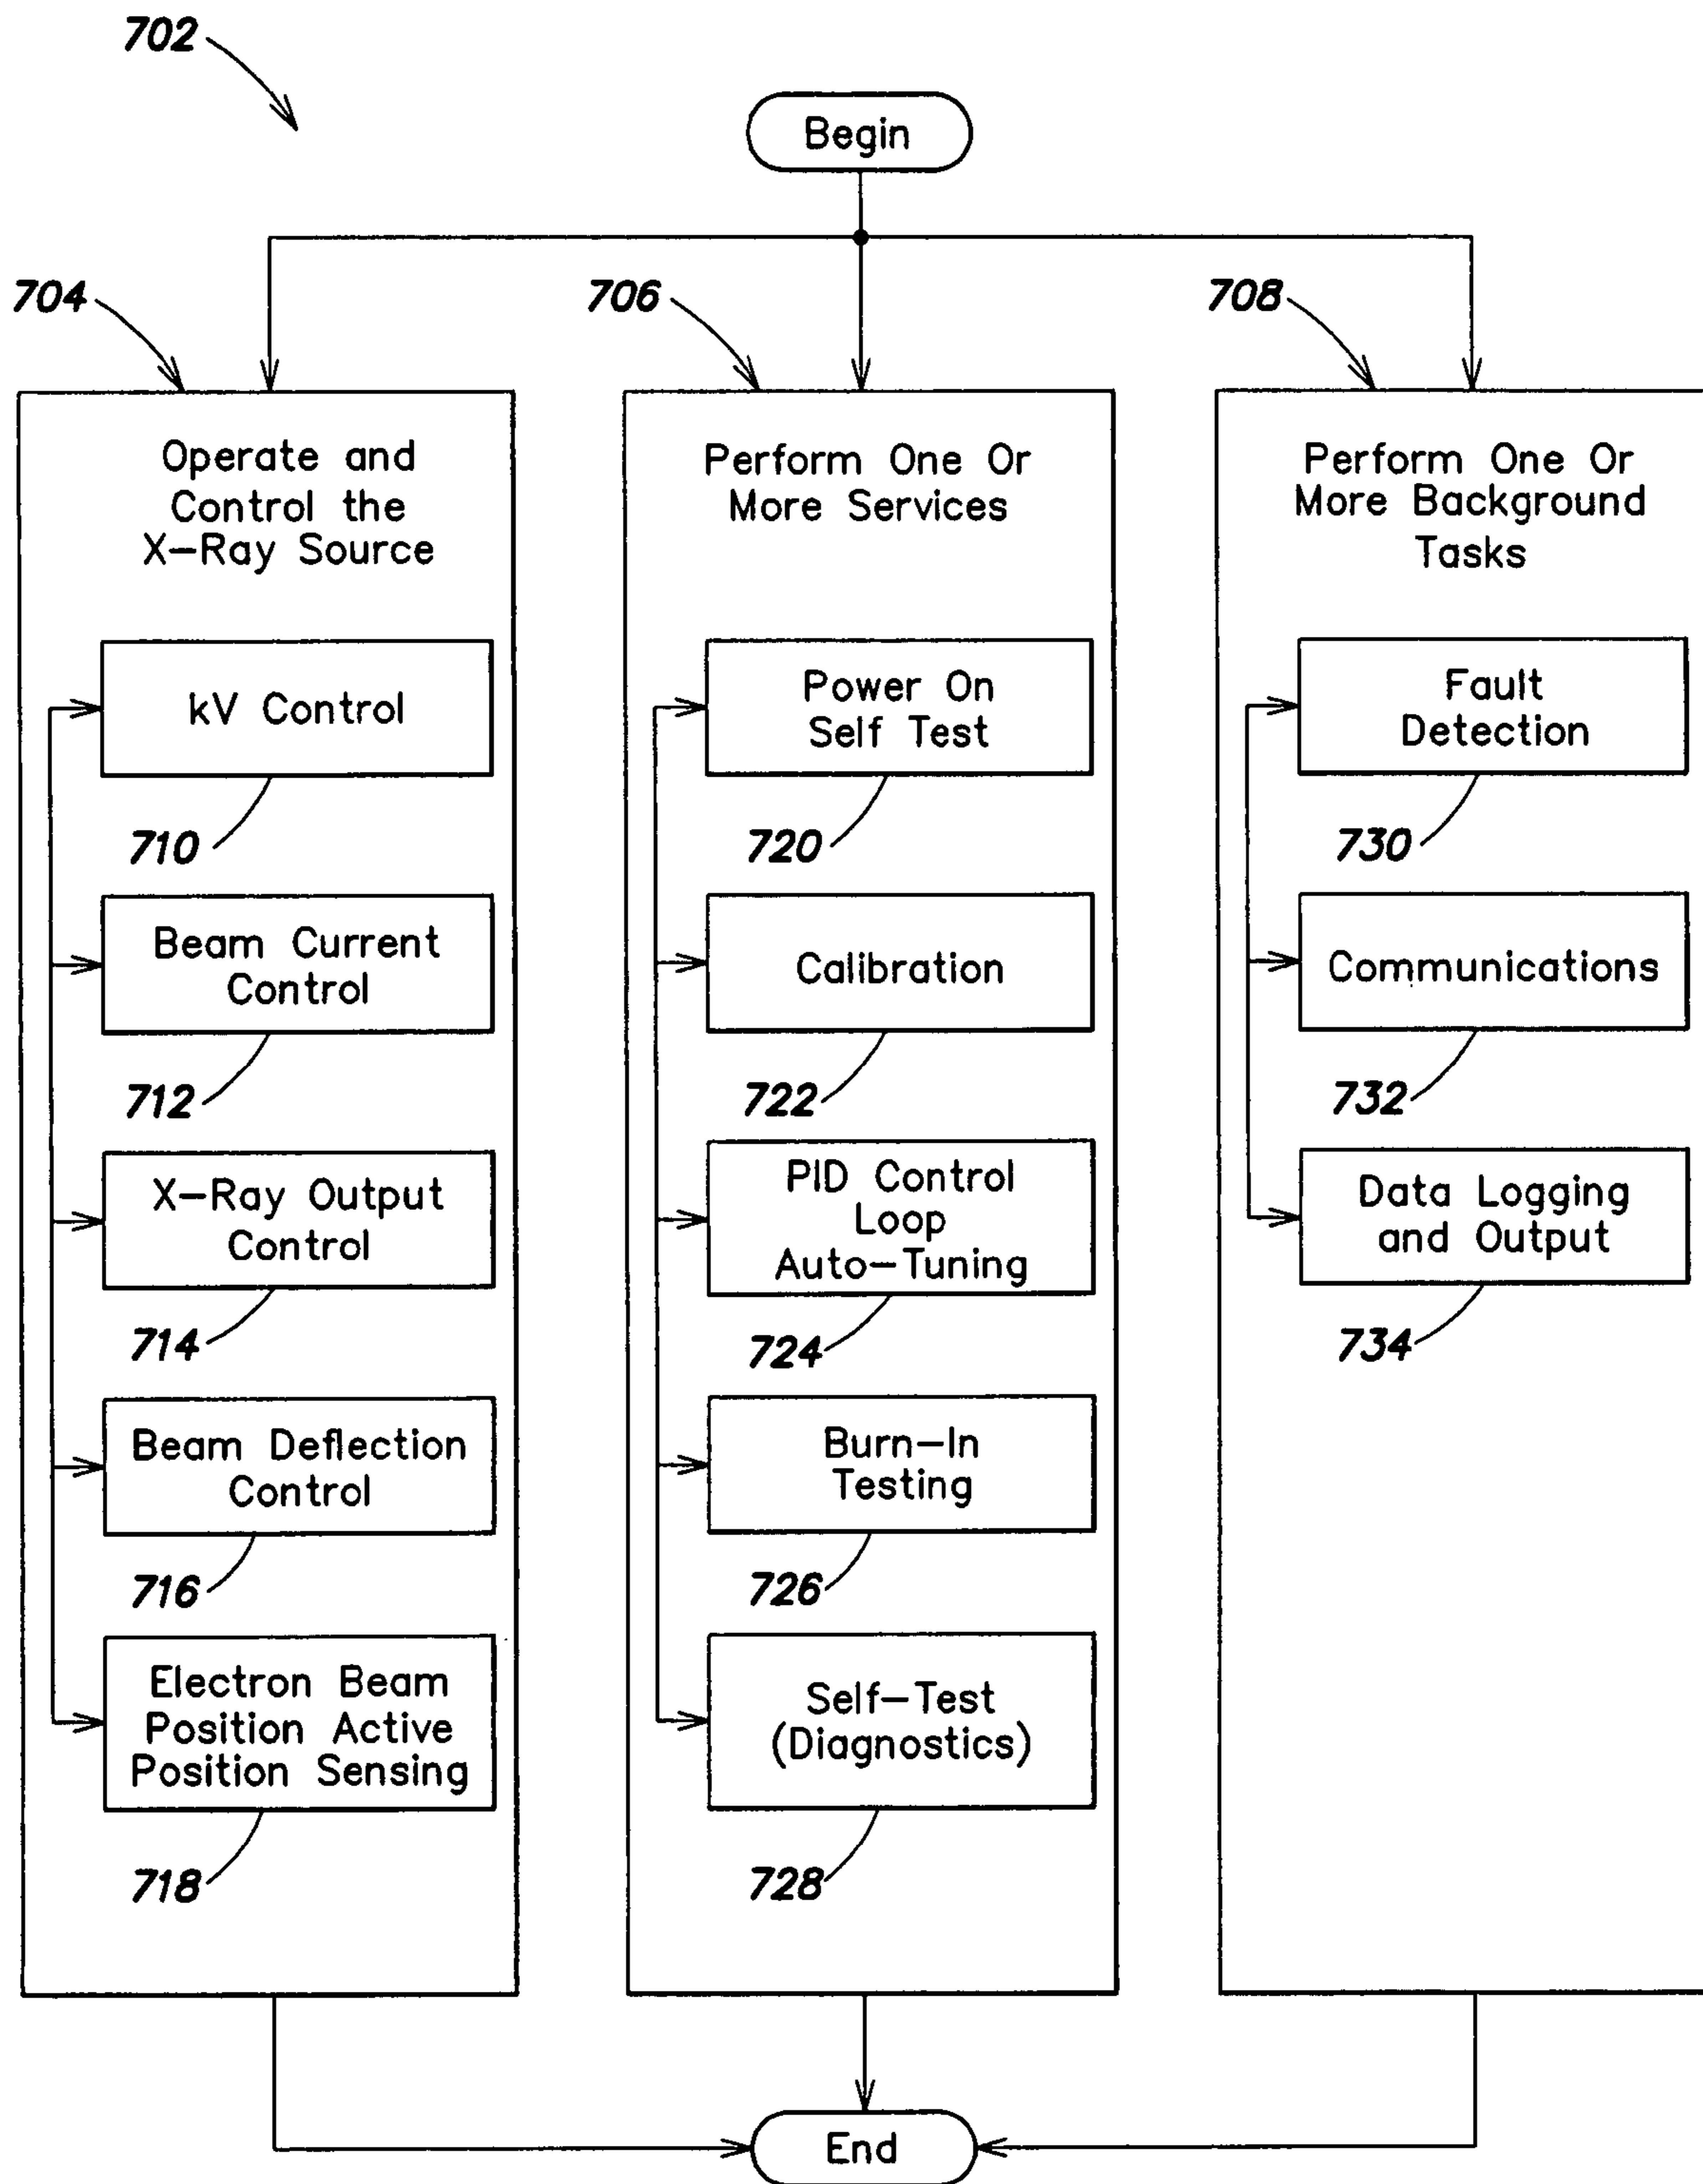 702
Begin
704
706
708
Operate and
Control the
X-Ray Source
kV Control
710
Beam Current
Control
712
X-Ray Output
Control
714
Beam Deflection
Control
716
Electron Beam
Position Active
Position Sensing
718
Perform One Or
More Services
Power On
Self Test
720
Calibration
722
PID Control
Loop
Auto-Tuning
724
Burn-In
Testing
726
Self-Test
(Diagnostics)
728
Perform One Or
More Background
Tasks
Fault
Detection
730
Communications
732
Data Logging
and Output
734
End